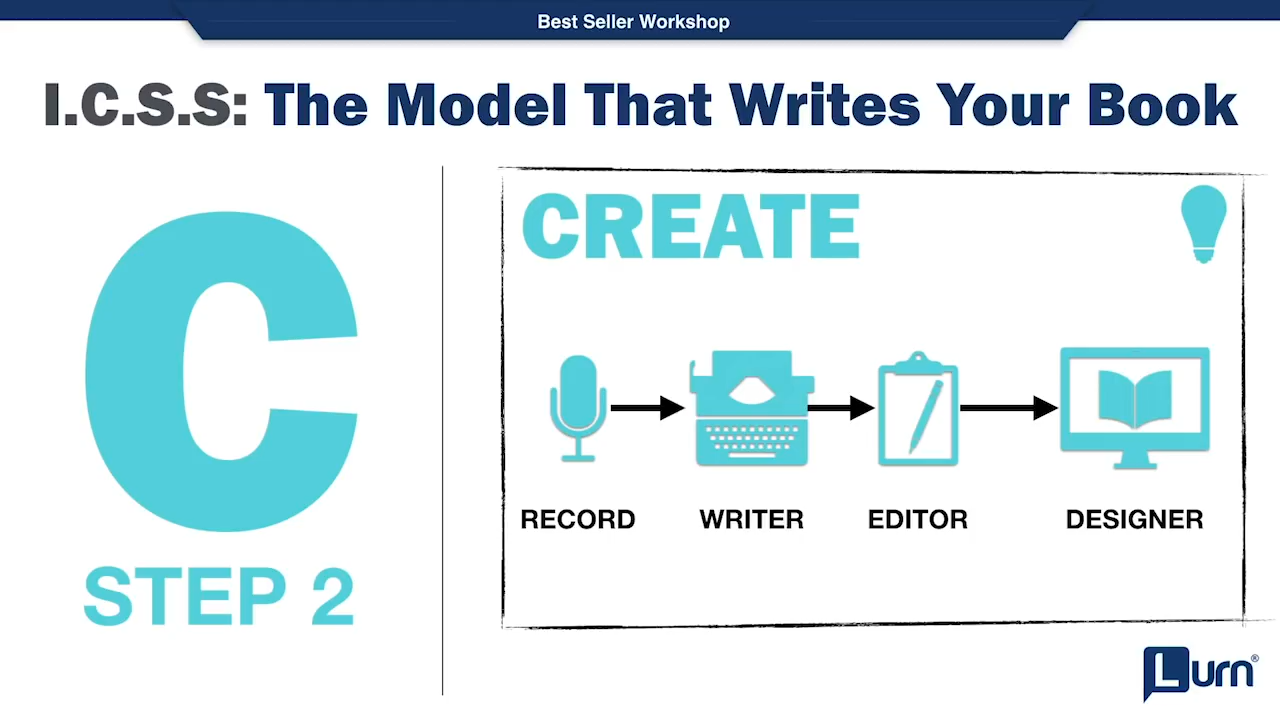 Best Seller Workshop
I.C.S.S: The Model That Writes Your Book
C
STEP 2
CREATE
RECORD
WRITER
EDITOR
DESIGNER
Lurn®